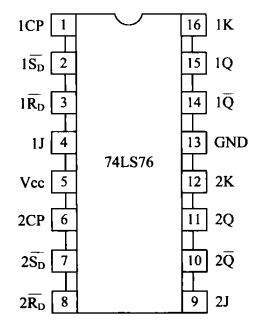 1CP 1 16 1K
1S̅D 2 15 1Q
1R̅D 3 14 1Q̅
1J 4 13 GND
74LS76
Vcc 5 12 2K
2CP 6 11 2Q
2S̅D 7 10 2Q̅
2R̅D 8 9 2J